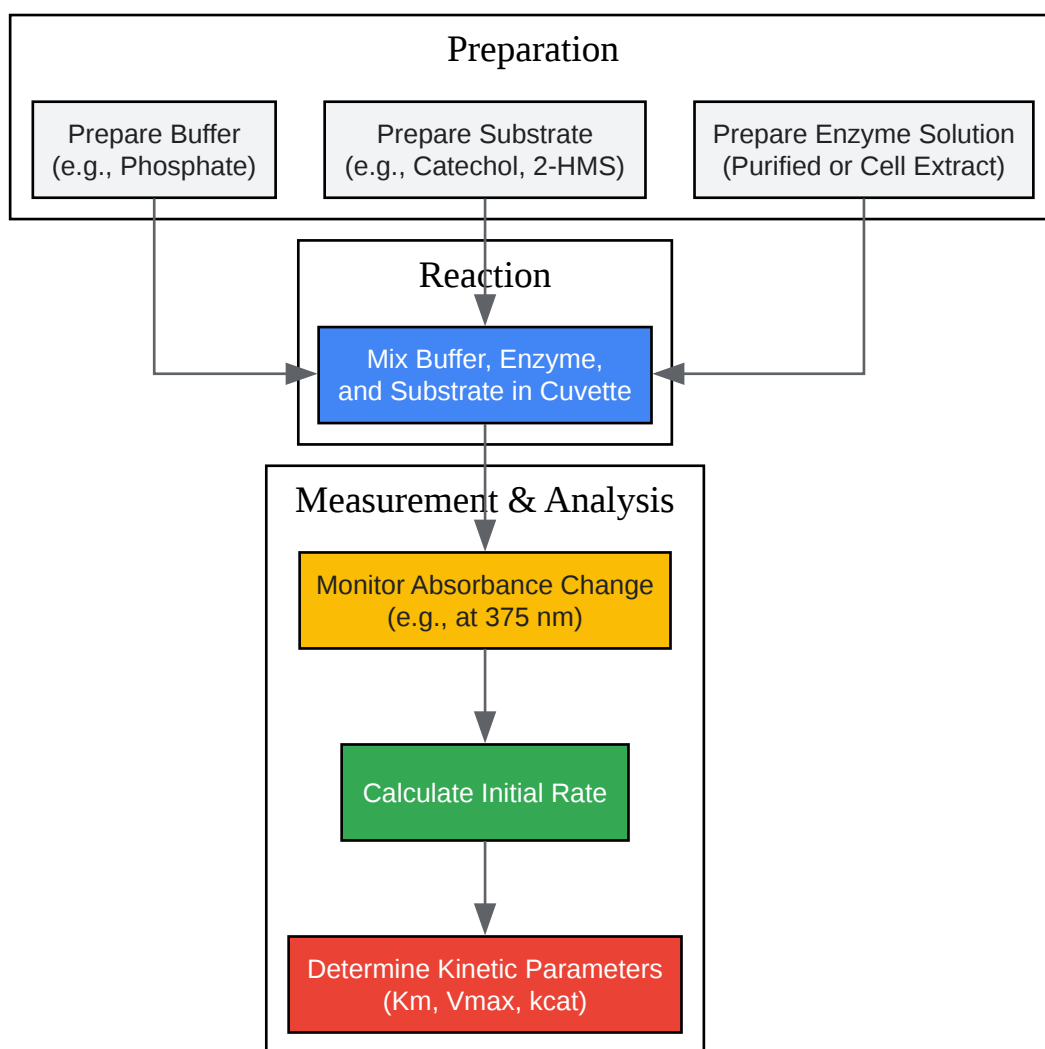 Preparation
Prepare Buffer
(e.g., Phosphate)
Prepare Substrate
(e.g., Catechol, 2-HMS)
Prepare Enzyme Solution
(Purified or Cell Extract)
Reaction
Mix Buffer, Enzyme,
and Substrate in Cuvette
Measurement & Analysis
Monitor Absorbance Change
(e.g., at 375 nm)
Calculate Initial Rate
Determine Kinetic Parameters
(Km, Vmax, kcat)